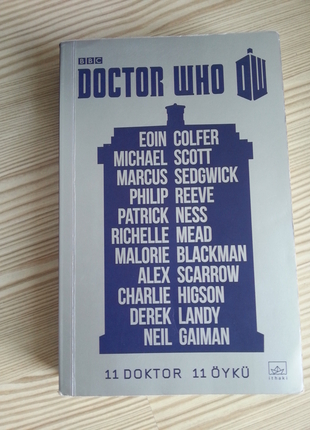 BBC
DOCTOR WHO DW
EOIN COLFER
MICHAEL SCOTT
MARCUS SEDGWICK
PHILIP REEVE
PATRICK NESS
RICHELLE MEAD
MALORIE BLACKMAN
ALEX SCARROW
CHARLIE HIGSON
DEREK LANDY
NEIL GAIMAN
11 DOKTOR 11 ÖYKÜ
ithaki